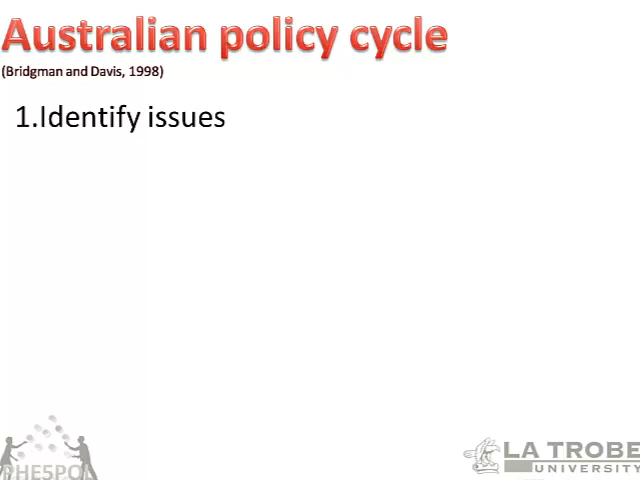 Australian policy cycle
(Bridgman and Davis, 1998)
1.Identify issues
PHE5POL
LA TROBE
UNIVERSITY